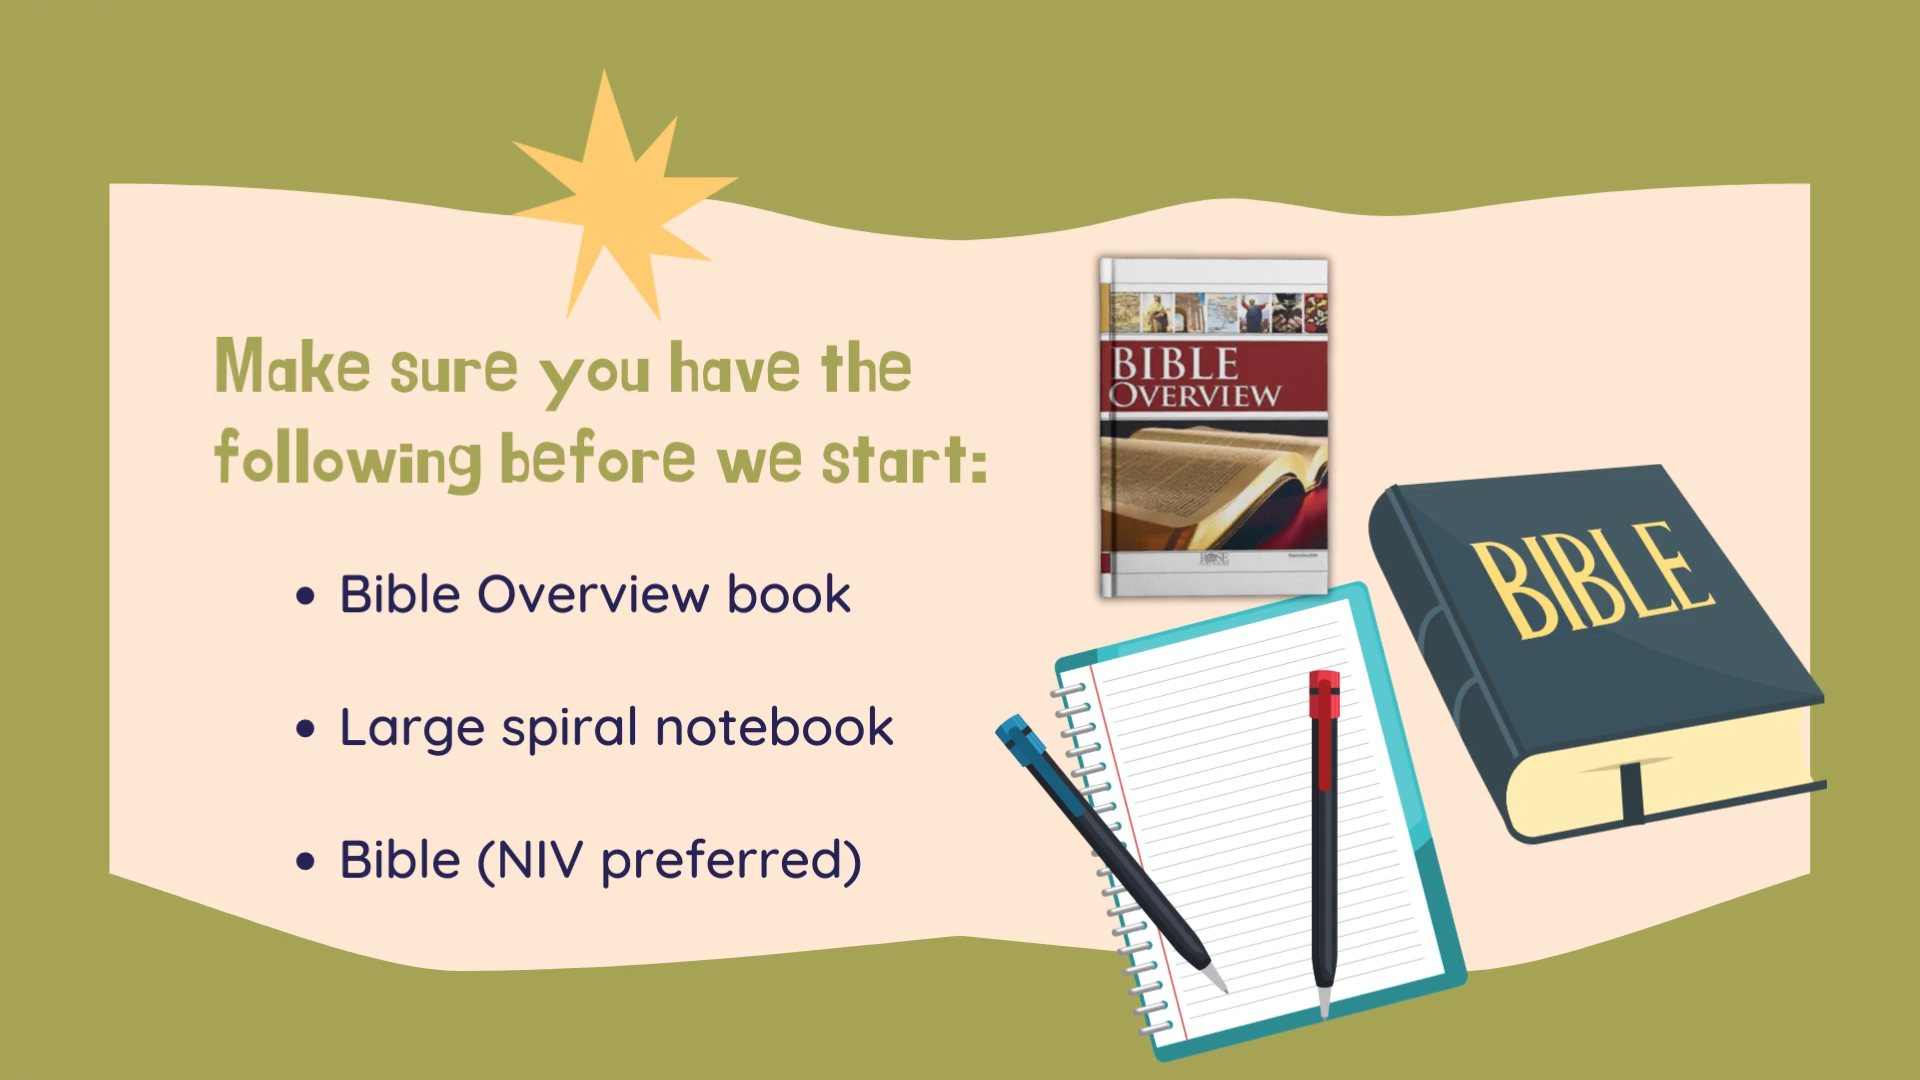 Make sure you have the
following before we start:
• Bible Overview book
• Large spiral notebook
• Bible (NIV preferred)
BIBLE
OVERVIEW
ROSE
BIBLE